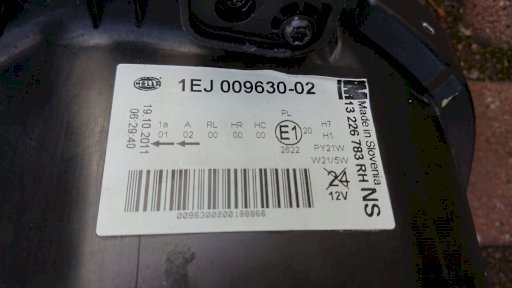 HELLA
1EJ 009630-02
19.10.2011
06:29:40
1a A RL HR HC
01 02 00 00 00
PL
E1
20
2622
H7
H1
PY21W
W21/5W
24
12V
0096300200198866
Made in Slovenia
13 226 783 RH
NS